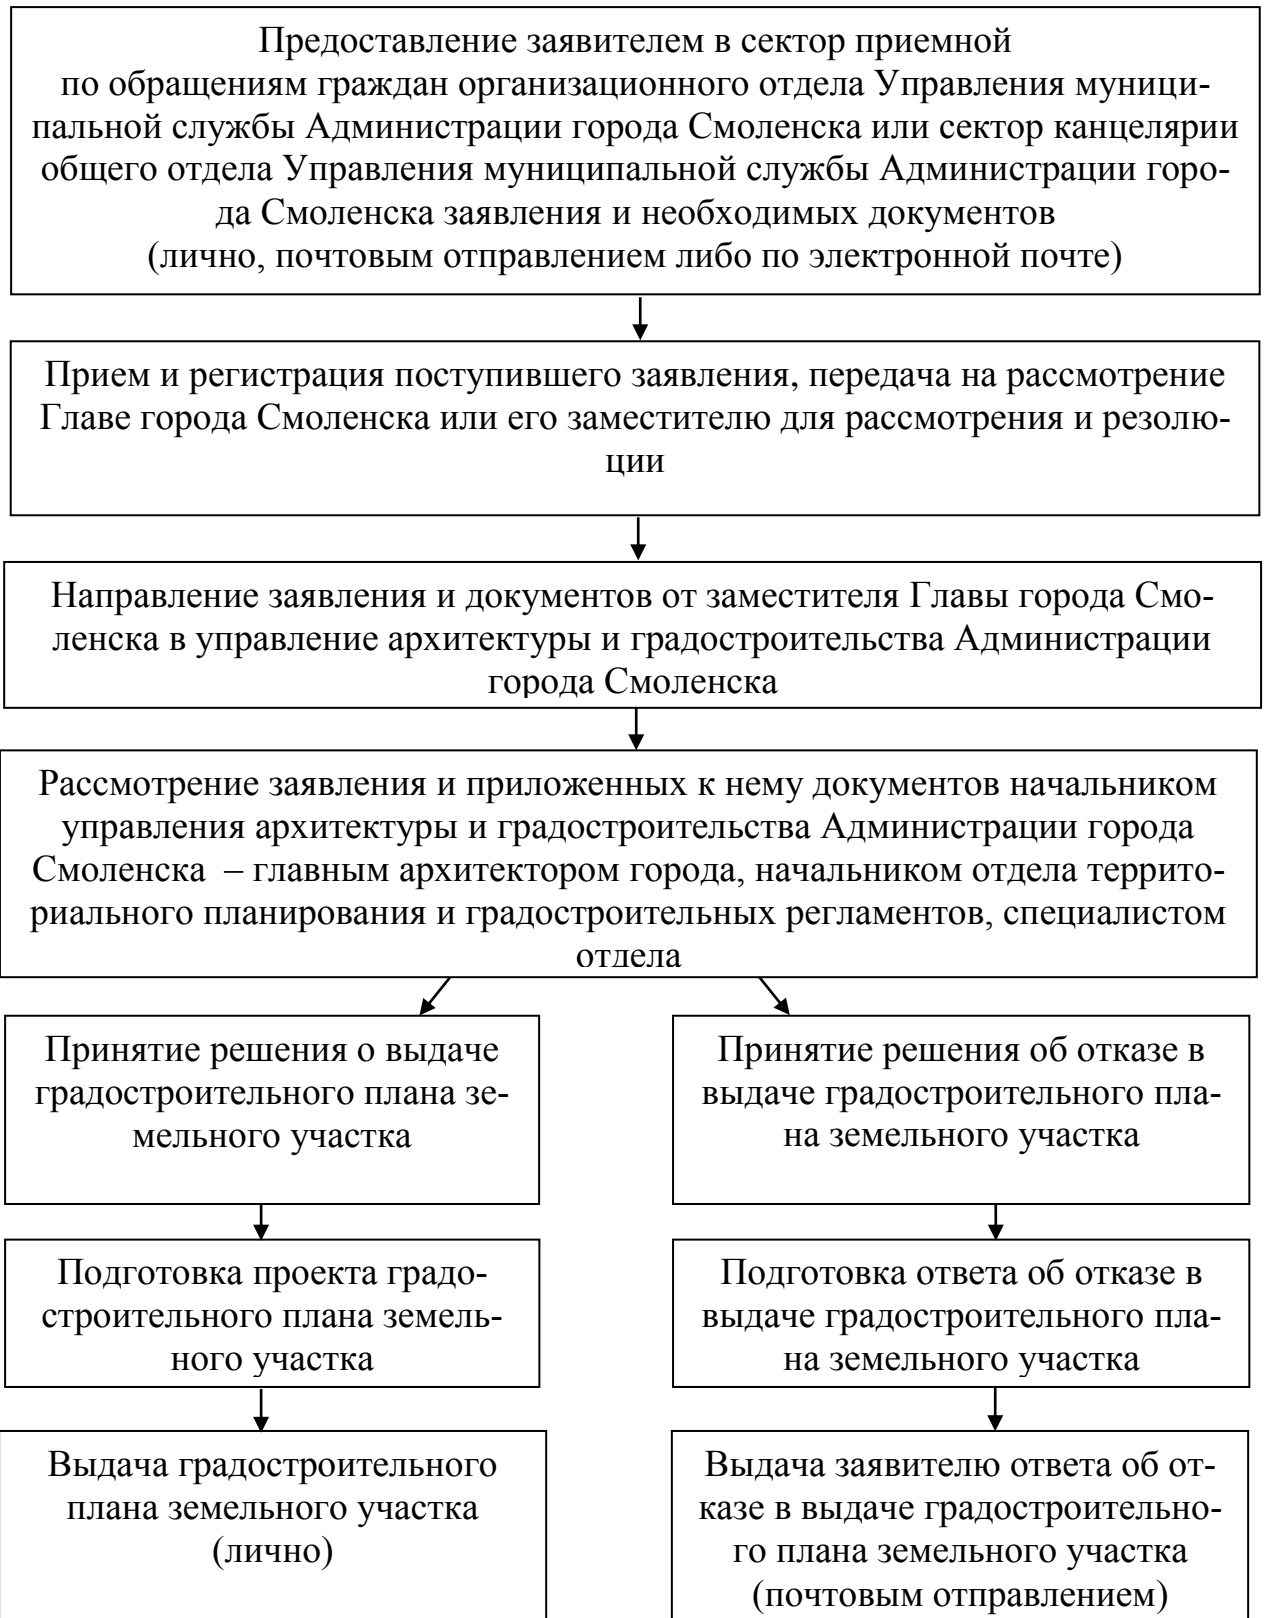 Предоставление заявителем в сектор приемной
по обращениям граждан организационного отдела Управления муници-
пальной службы Администрации города Смоленска или сектор канцелярии
общего отдела Управления муниципальной службы Администрации горо-
да Смоленска заявления и необходимых документов
(лично, почтовым отправлением либо по электронной почте)
Прием и регистрация поступившего заявления, передача на рассмотрение
Главе города Смоленска или его заместителю для рассмотрения и резолю-
ции
Направление заявления и документов от заместителя Главы города Смо-
ленска в управление архитектуры и градостроительства Администрации
города Смоленска
Рассмотрение заявления и приложенных к нему документов начальником
управления архитектуры и градостроительства Администрации города
Смоленска – главным архитектором города, начальником отдела террито-
риального планирования и градостроительных регламентов, специалистом
отдела
Принятие решения о выдаче
градостроительного плана зе-
мельного участка
Принятие решения об отказе в
выдаче градостроительного пла-
на земельного участка
Подготовка проекта градо-
строительного плана земель-
ного участка
Подготовка ответа об отказе в
выдаче градостроительного пла-
на земельного участка
Выдача градостроительного
плана земельного участка
(лично)
Выдача заявителю ответа об от-
казе в выдаче градостроительно-
го плана земельного участка
(почтовым отправлением)